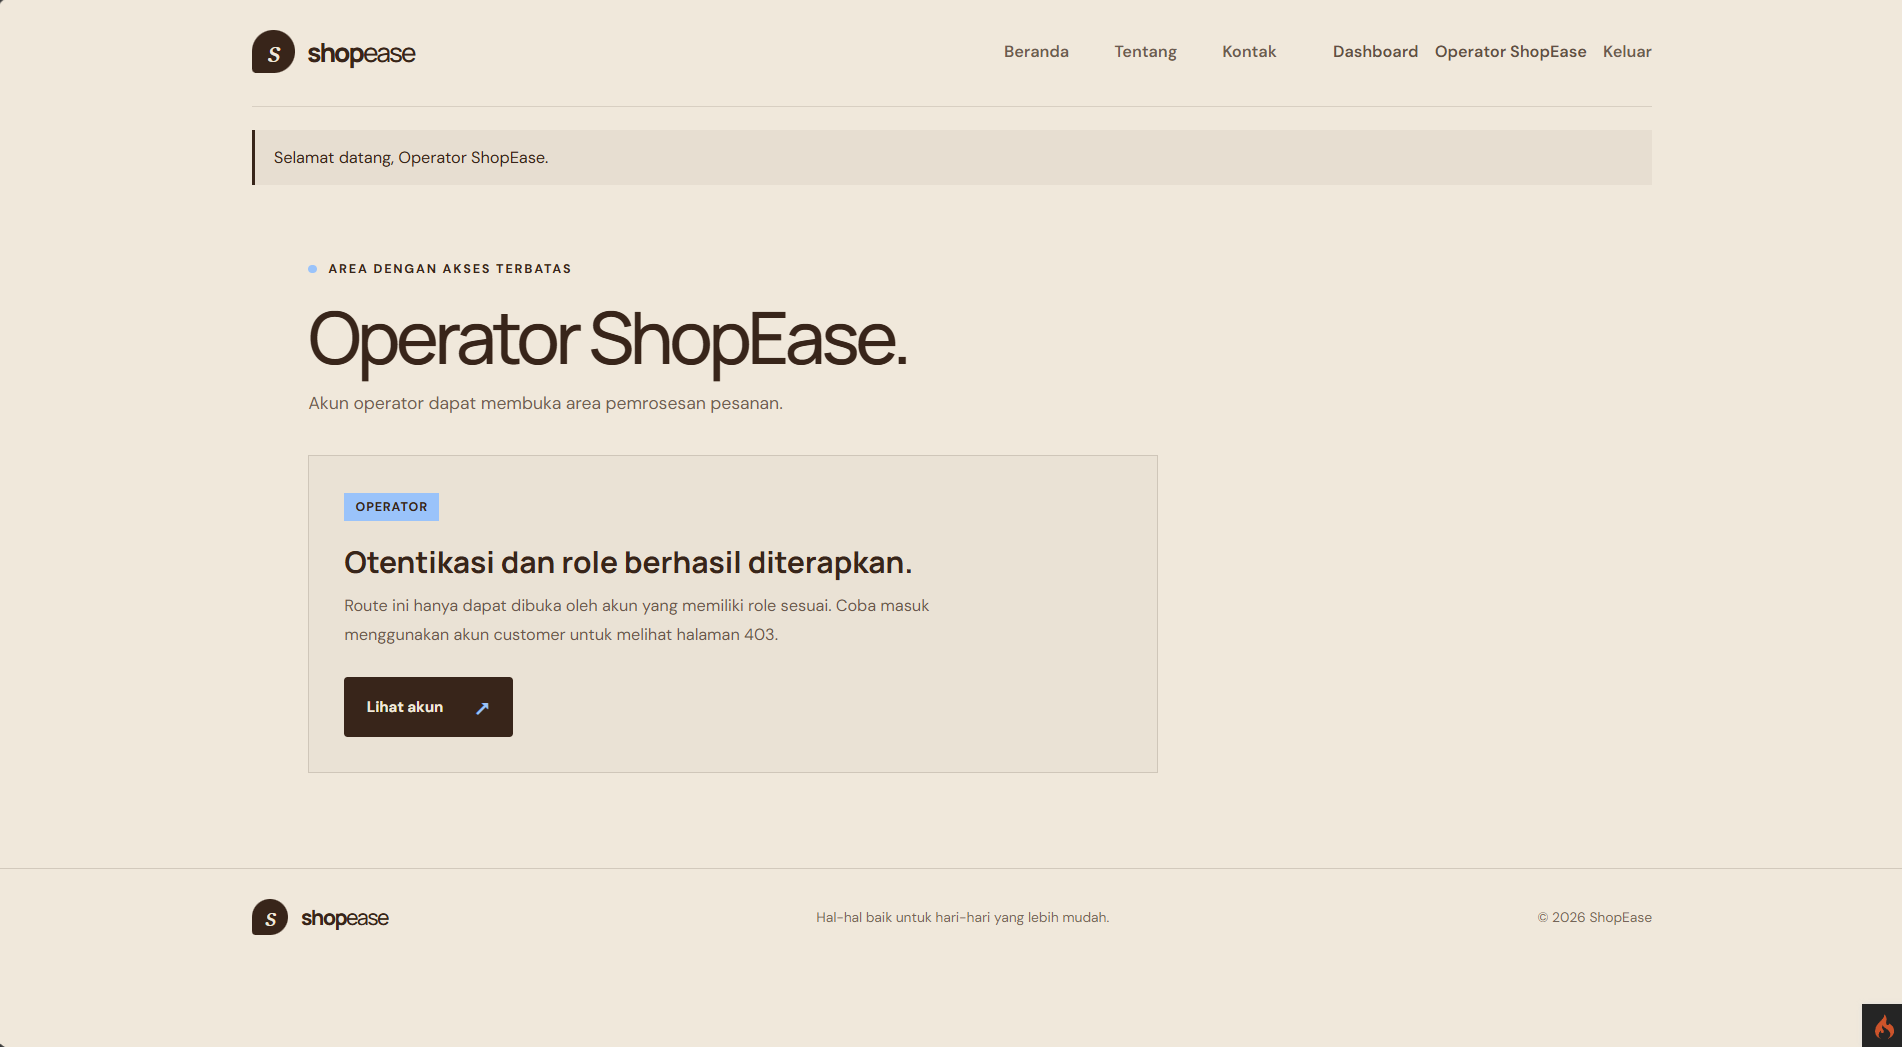 s shopease
Beranda Tentang Kontak Dashboard Operator ShopEase Keluar
Selamat datang, Operator ShopEase.
AREA DENGAN AKSES TERBATAS
Operator ShopEase.
Akun operator dapat membuka area pemrosesan pesanan.
OPERATOR
Otentikasi dan role berhasil diterapkan.
Route ini hanya dapat dibuka oleh akun yang memiliki role sesuai. Coba masuk
menggunakan akun customer untuk melihat halaman 403.
Lihat akun ↗
s shopease
Hal-hal baik untuk hari-hari yang lebih mudah.
© 2026 ShopEase